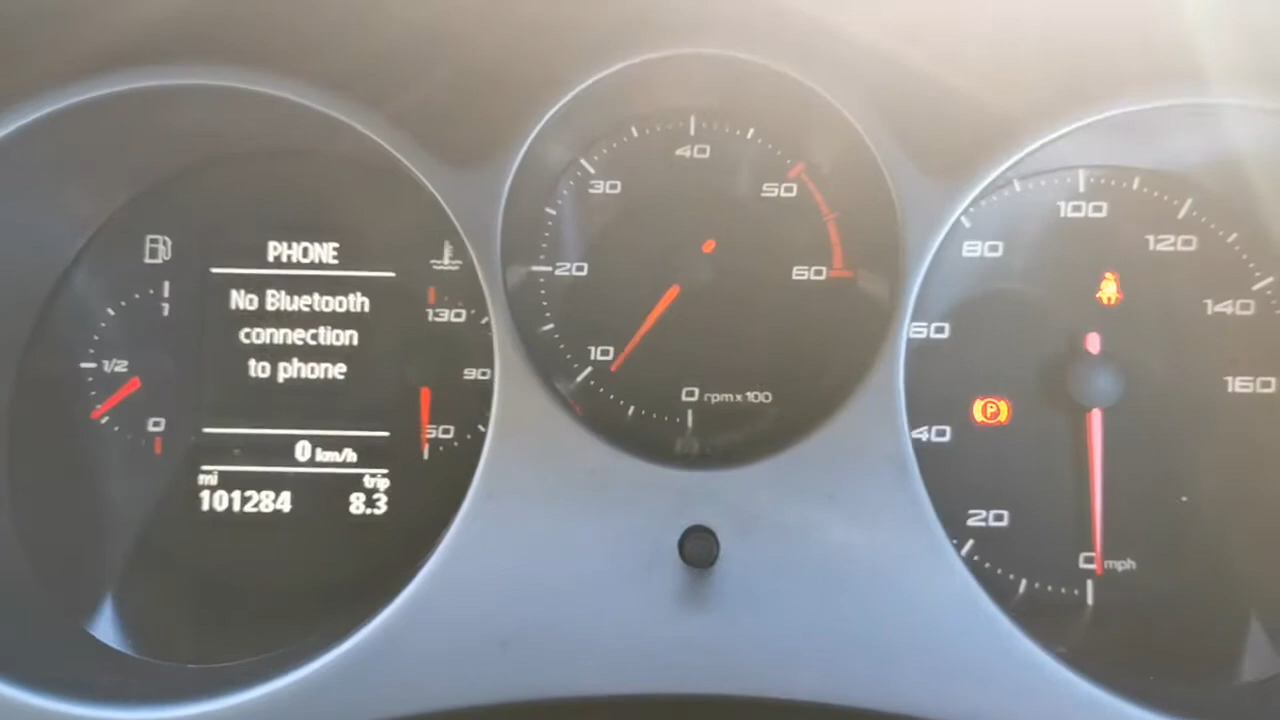 PHONE
No Bluetooth
connection
to phone
0 km/h
mi trip
101284 8.3
1
1/2
0
130
90
50
0 rpm x 100
10
20
30
40
50
60
0 mph
20
40
60
80
100
120
140
160
P